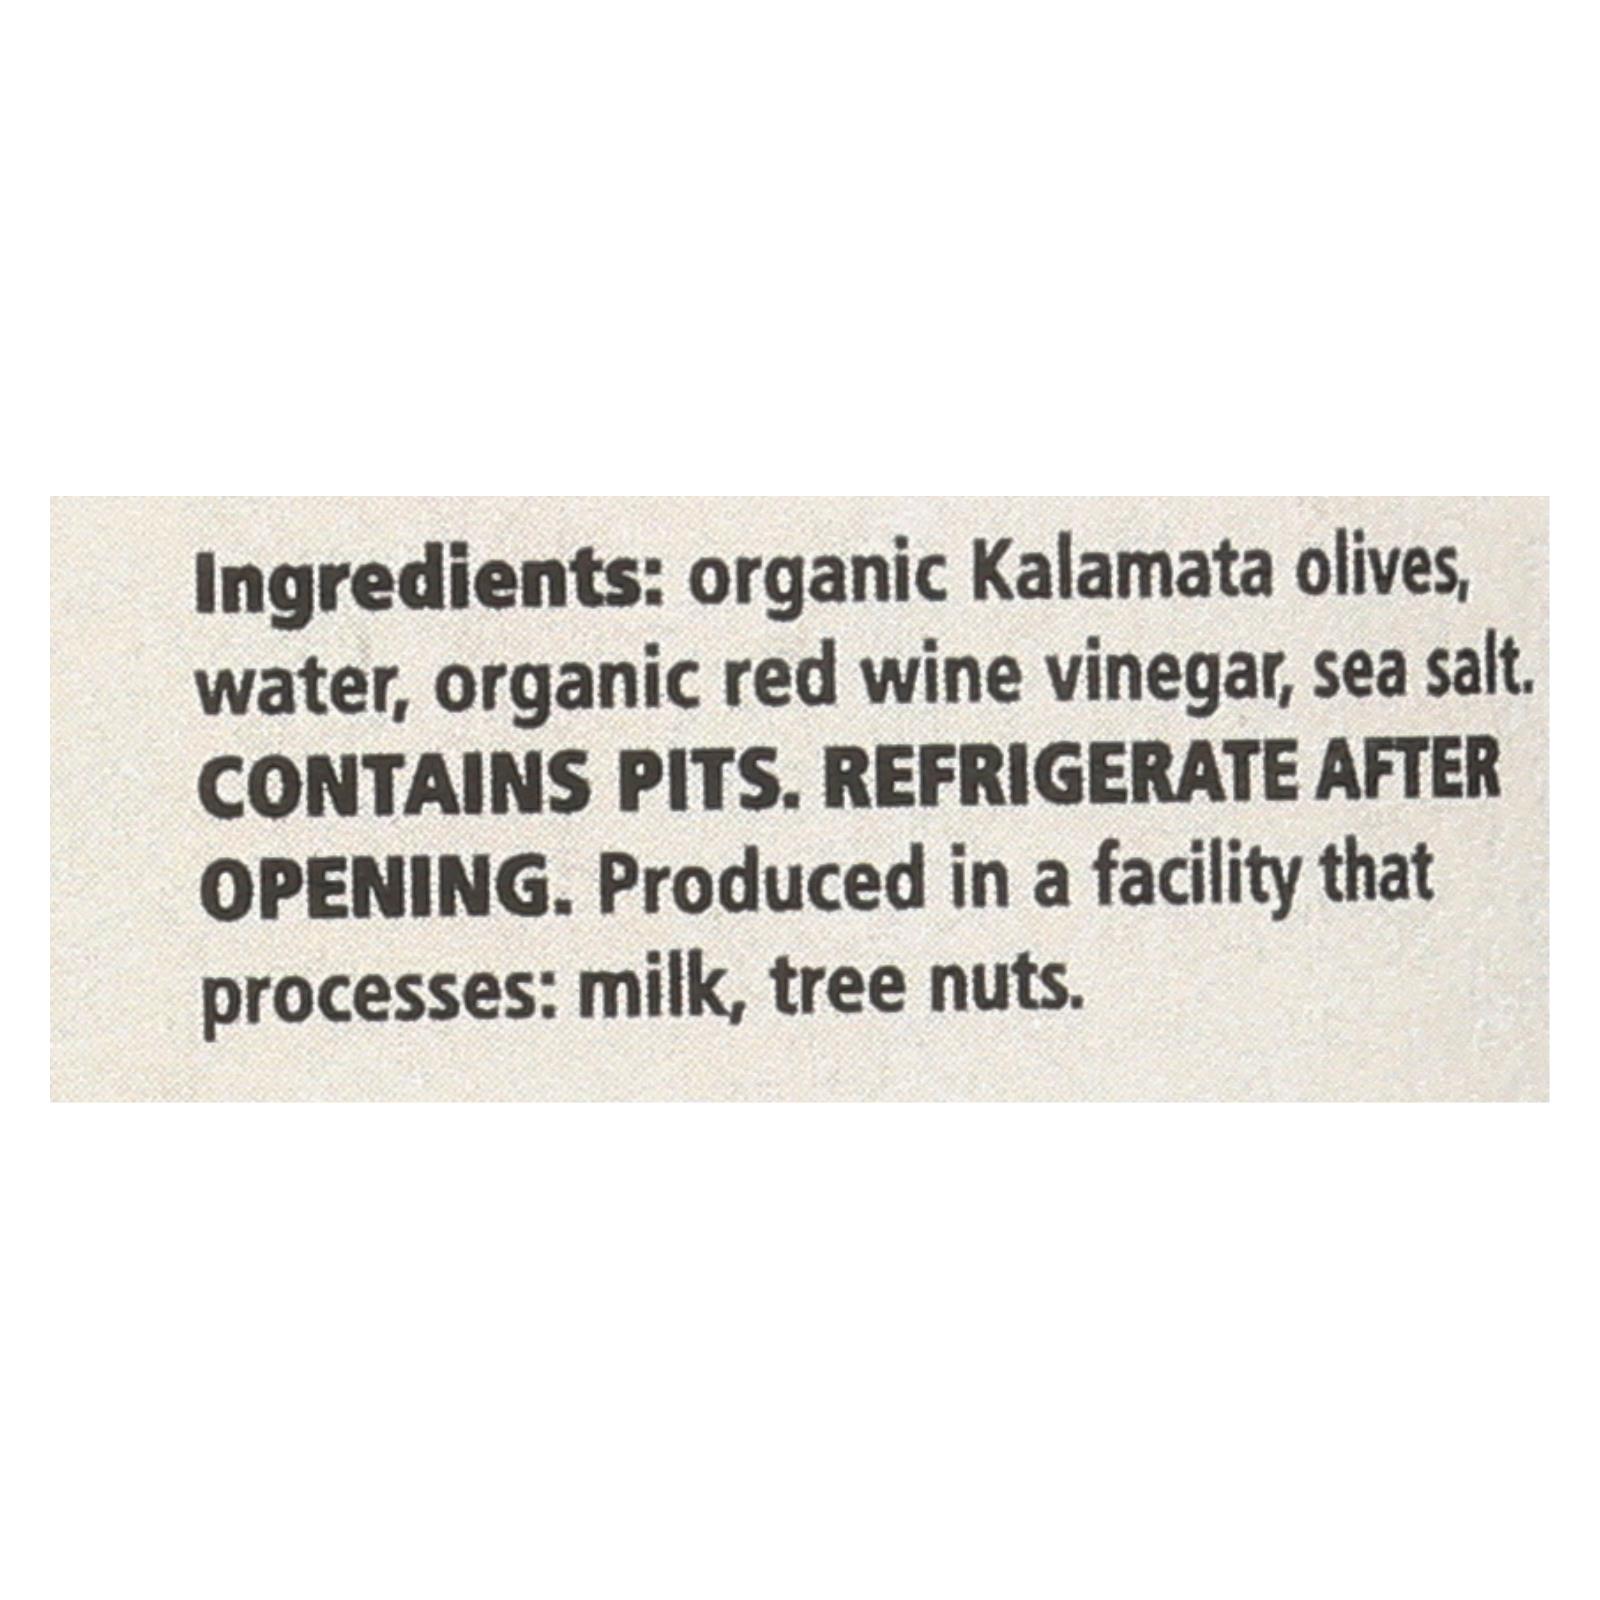 Ingredients: organic Kalamata olives,
water, organic red wine vinegar, sea salt.
CONTAINS PITS. REFRIGERATE AFTER
OPENING. Produced in a facility that
processes: milk, tree nuts.